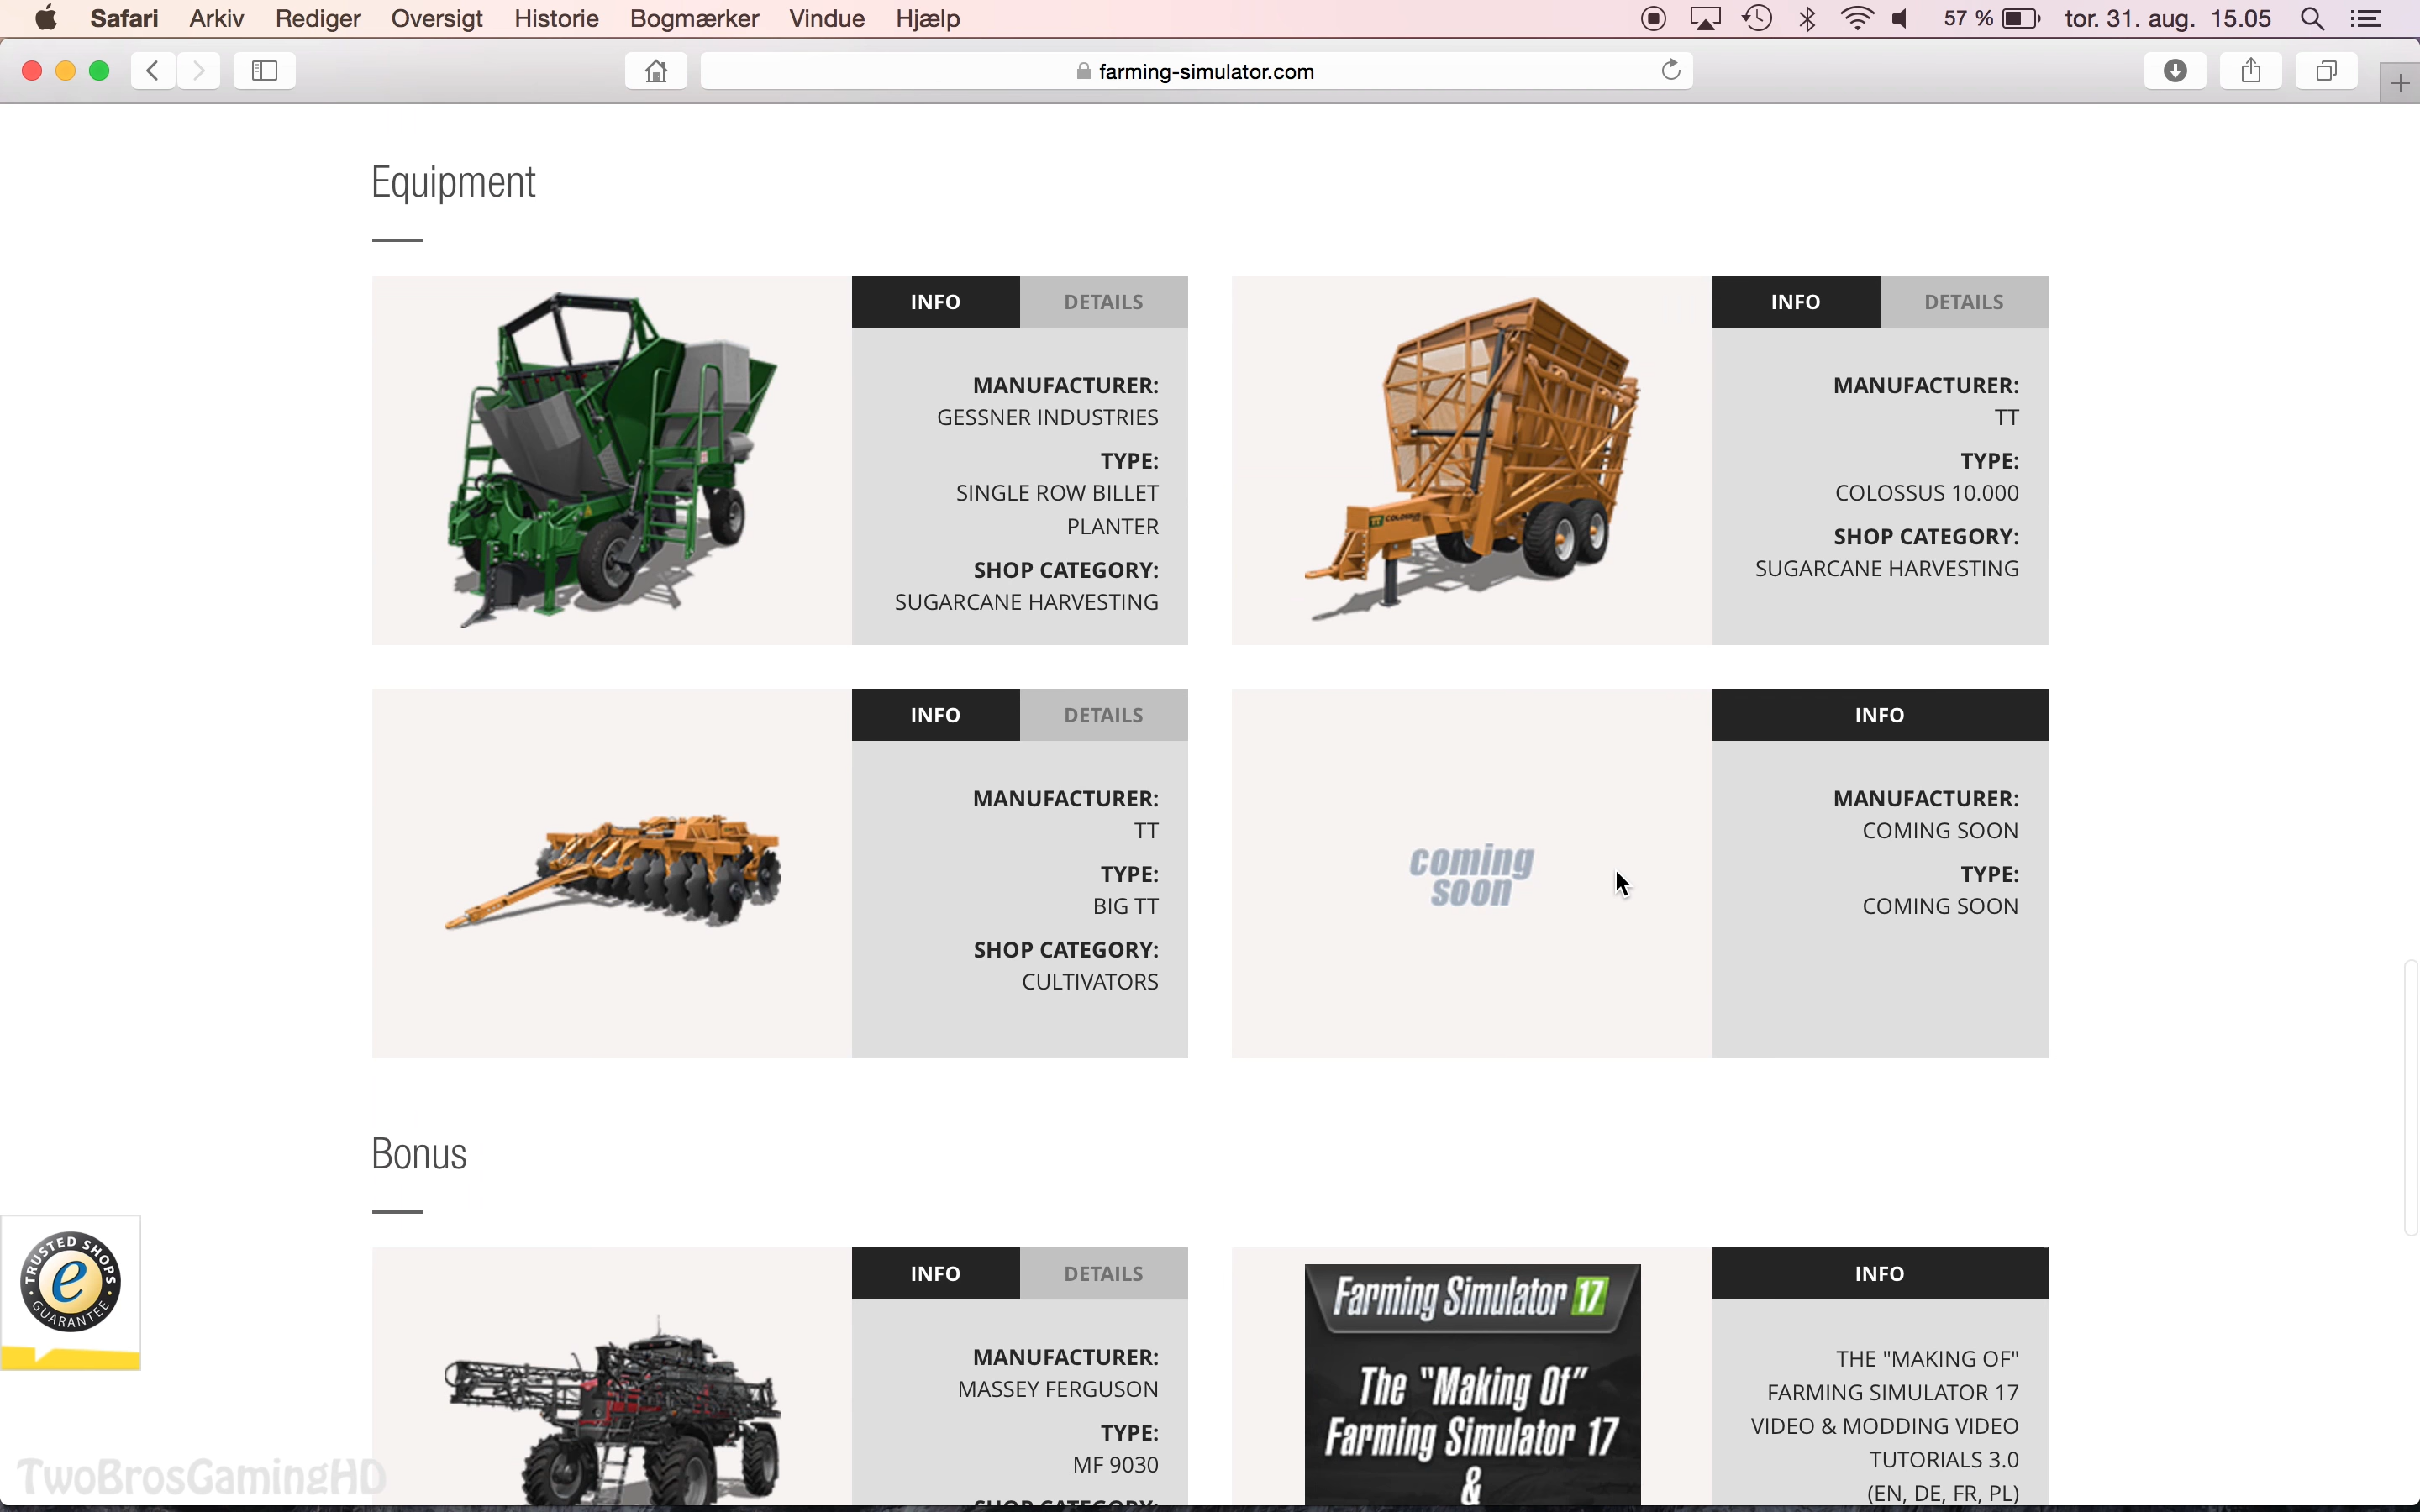 Safari Arkiv Rediger Oversigt Historie Bogmærker Vindue Hjælp 57 % tor. 31. aug. 15.05
farming-simulator.com
Equipment
INFO DETAILS
MANUFACTURER:
GESSNER INDUSTRIES
TYPE:
SINGLE ROW BILLET
PLANTER
SHOP CATEGORY:
SUGARCANE HARVESTING
INFO DETAILS
TT COLOSSUS
MANUFACTURER:
TT
TYPE:
COLOSSUS 10.000
SHOP CATEGORY:
SUGARCANE HARVESTING
INFO DETAILS
MANUFACTURER:
TT
TYPE:
BIG TT
SHOP CATEGORY:
CULTIVATORS
coming
soon
INFO
MANUFACTURER:
COMING SOON
TYPE:
COMING SOON
Bonus
TRUSTED SHOPS
e
GUARANTEE
INFO DETAILS
MANUFACTURER:
MASSEY FERGUSON
TYPE:
MF 9030
SHOP CATEGORY:
Farming Simulator 17
The "Making Of"
Farming Simulator 17
&
INFO
THE "MAKING OF"
FARMING SIMULATOR 17
VIDEO & MODDING VIDEO
TUTORIALS 3.0
(EN, DE, FR, PL)
TwoBrosGamingHD